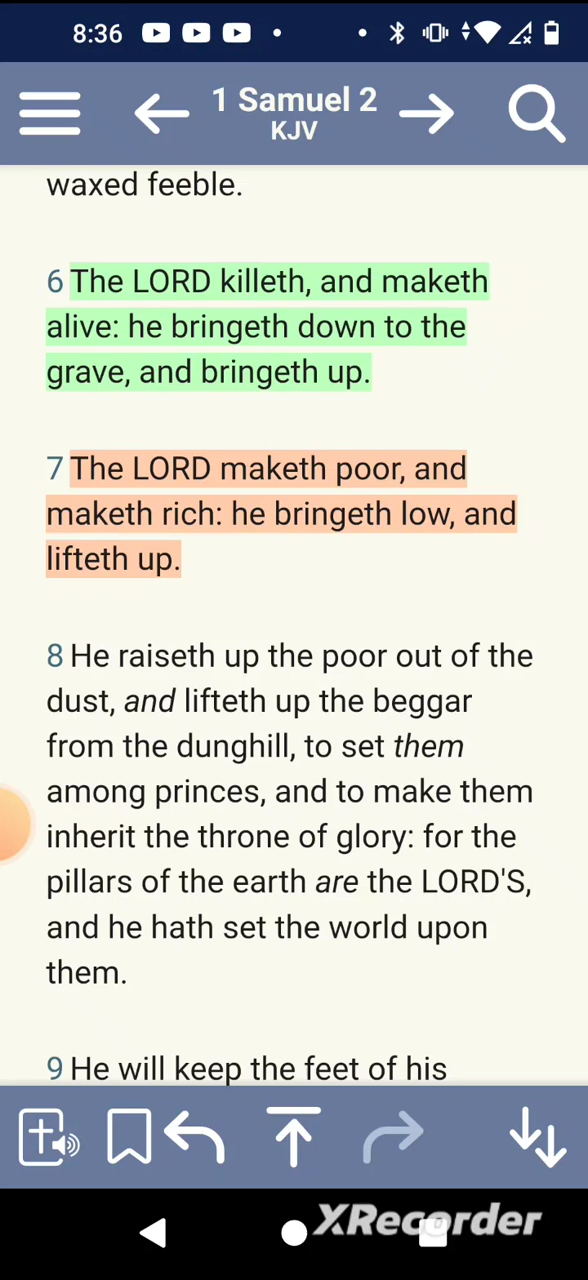 8:36
1 Samuel 2
KJV
waxed feeble.
6 The LORD killeth, and maketh
alive: he bringeth down to the
grave, and bringeth up.
7 The LORD maketh poor, and
maketh rich: he bringeth low, and
lifteth up.
8 He raiseth up the poor out of the
dust, and lifteth up the beggar
from the dunghill, to set them
among princes, and to make them
inherit the throne of glory: for the
pillars of the earth are the LORD'S,
and he hath set the world upon
them.
9 He will keep the feet of his
XRecorder